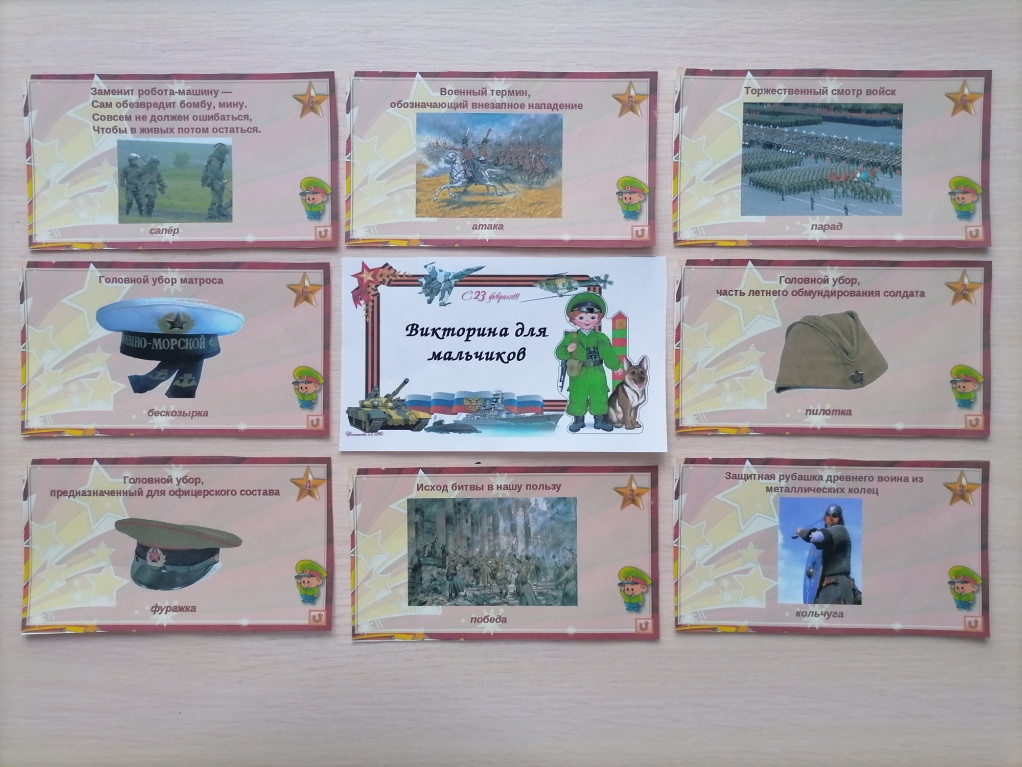 Заменит робота-машину —
Сам обезвредит бомбу, мину.
Совсем не должен ошибаться,
Чтобы в живых потом остаться.
сапёр
Военный термин,
обозначающий внезапное нападение
атака
Торжественный смотр войск
парад
Головной убор матроса
ЕННО-МОРСКОЙ Ф
бескозырка
С 23 февраля!!!
Викторина для
мальчиков
Головной убор,
часть летнего обмундирования солдата
пилотка
Головной убор,
предназначенный для офицерского состава
4
фуражка
Исход битвы в нашу пользу
победа
Защитная рубашка древнего воина из
металлических колец
кольчуга